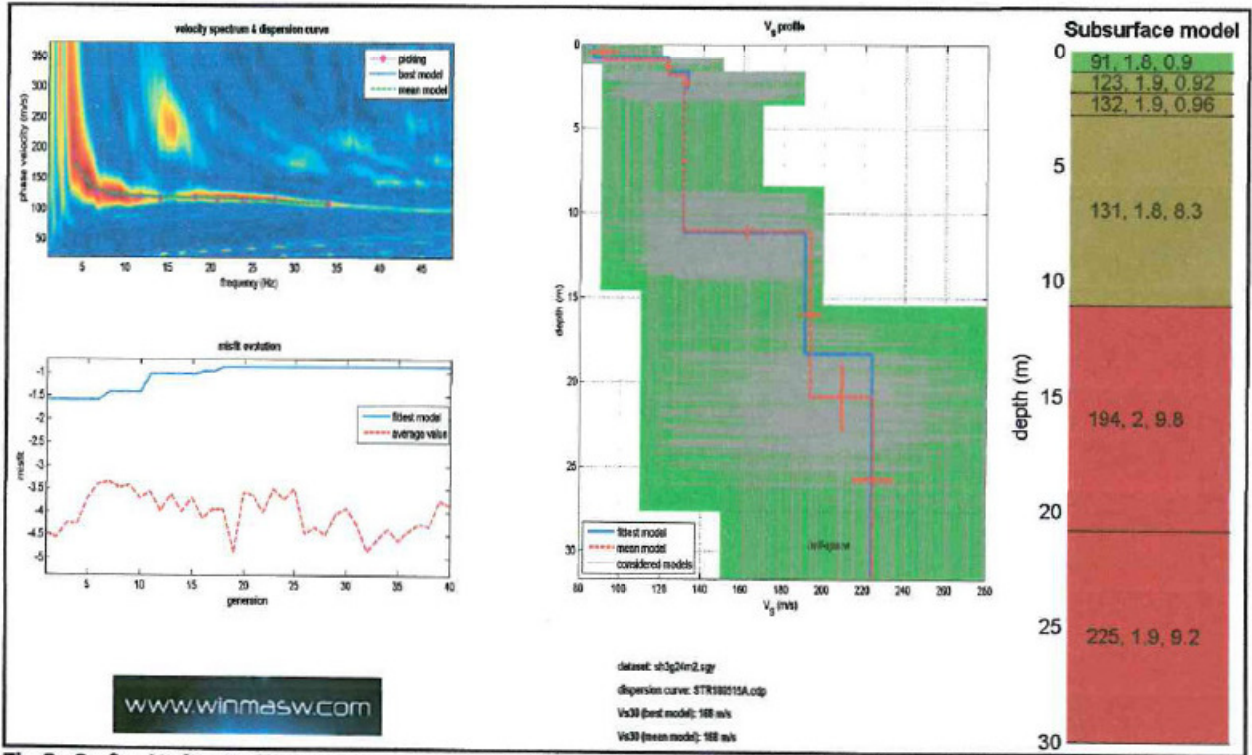 velocity spectrum & dispersion curve
350
300
250
200
150
100
50
phase velocity (m/s)
picking
best model
mean model
5
10
15
20
25
30
35
40
45
frequency (Hz)
misfit evolution
-1
-1.5
-2
-2.5
-3
-3.5
-4
-4.5
-5
misfit
fittest model
average value
5
10
15
20
25
30
35
40
generation
www.winmasw.com
VS profile
0
5
10
15
20
25
30
depth (m)
fittest model
mean model
considered models
half-space
80
100
120
140
160
180
200
220
240
260
VS (m/s)
dataset: sh3g24m2.sgy
Vs30 (best model): 168 m/s
Vs30 (mean model): 168 m/s
Subsurface model
0
5
10
15
20
25
30
depth (m)
91, 1.8, 0.9
123, 1.9, 0.92
132, 1.9, 0.96
131, 1.8, 8.3
194, 2, 9.8
225, 1.9, 9.2